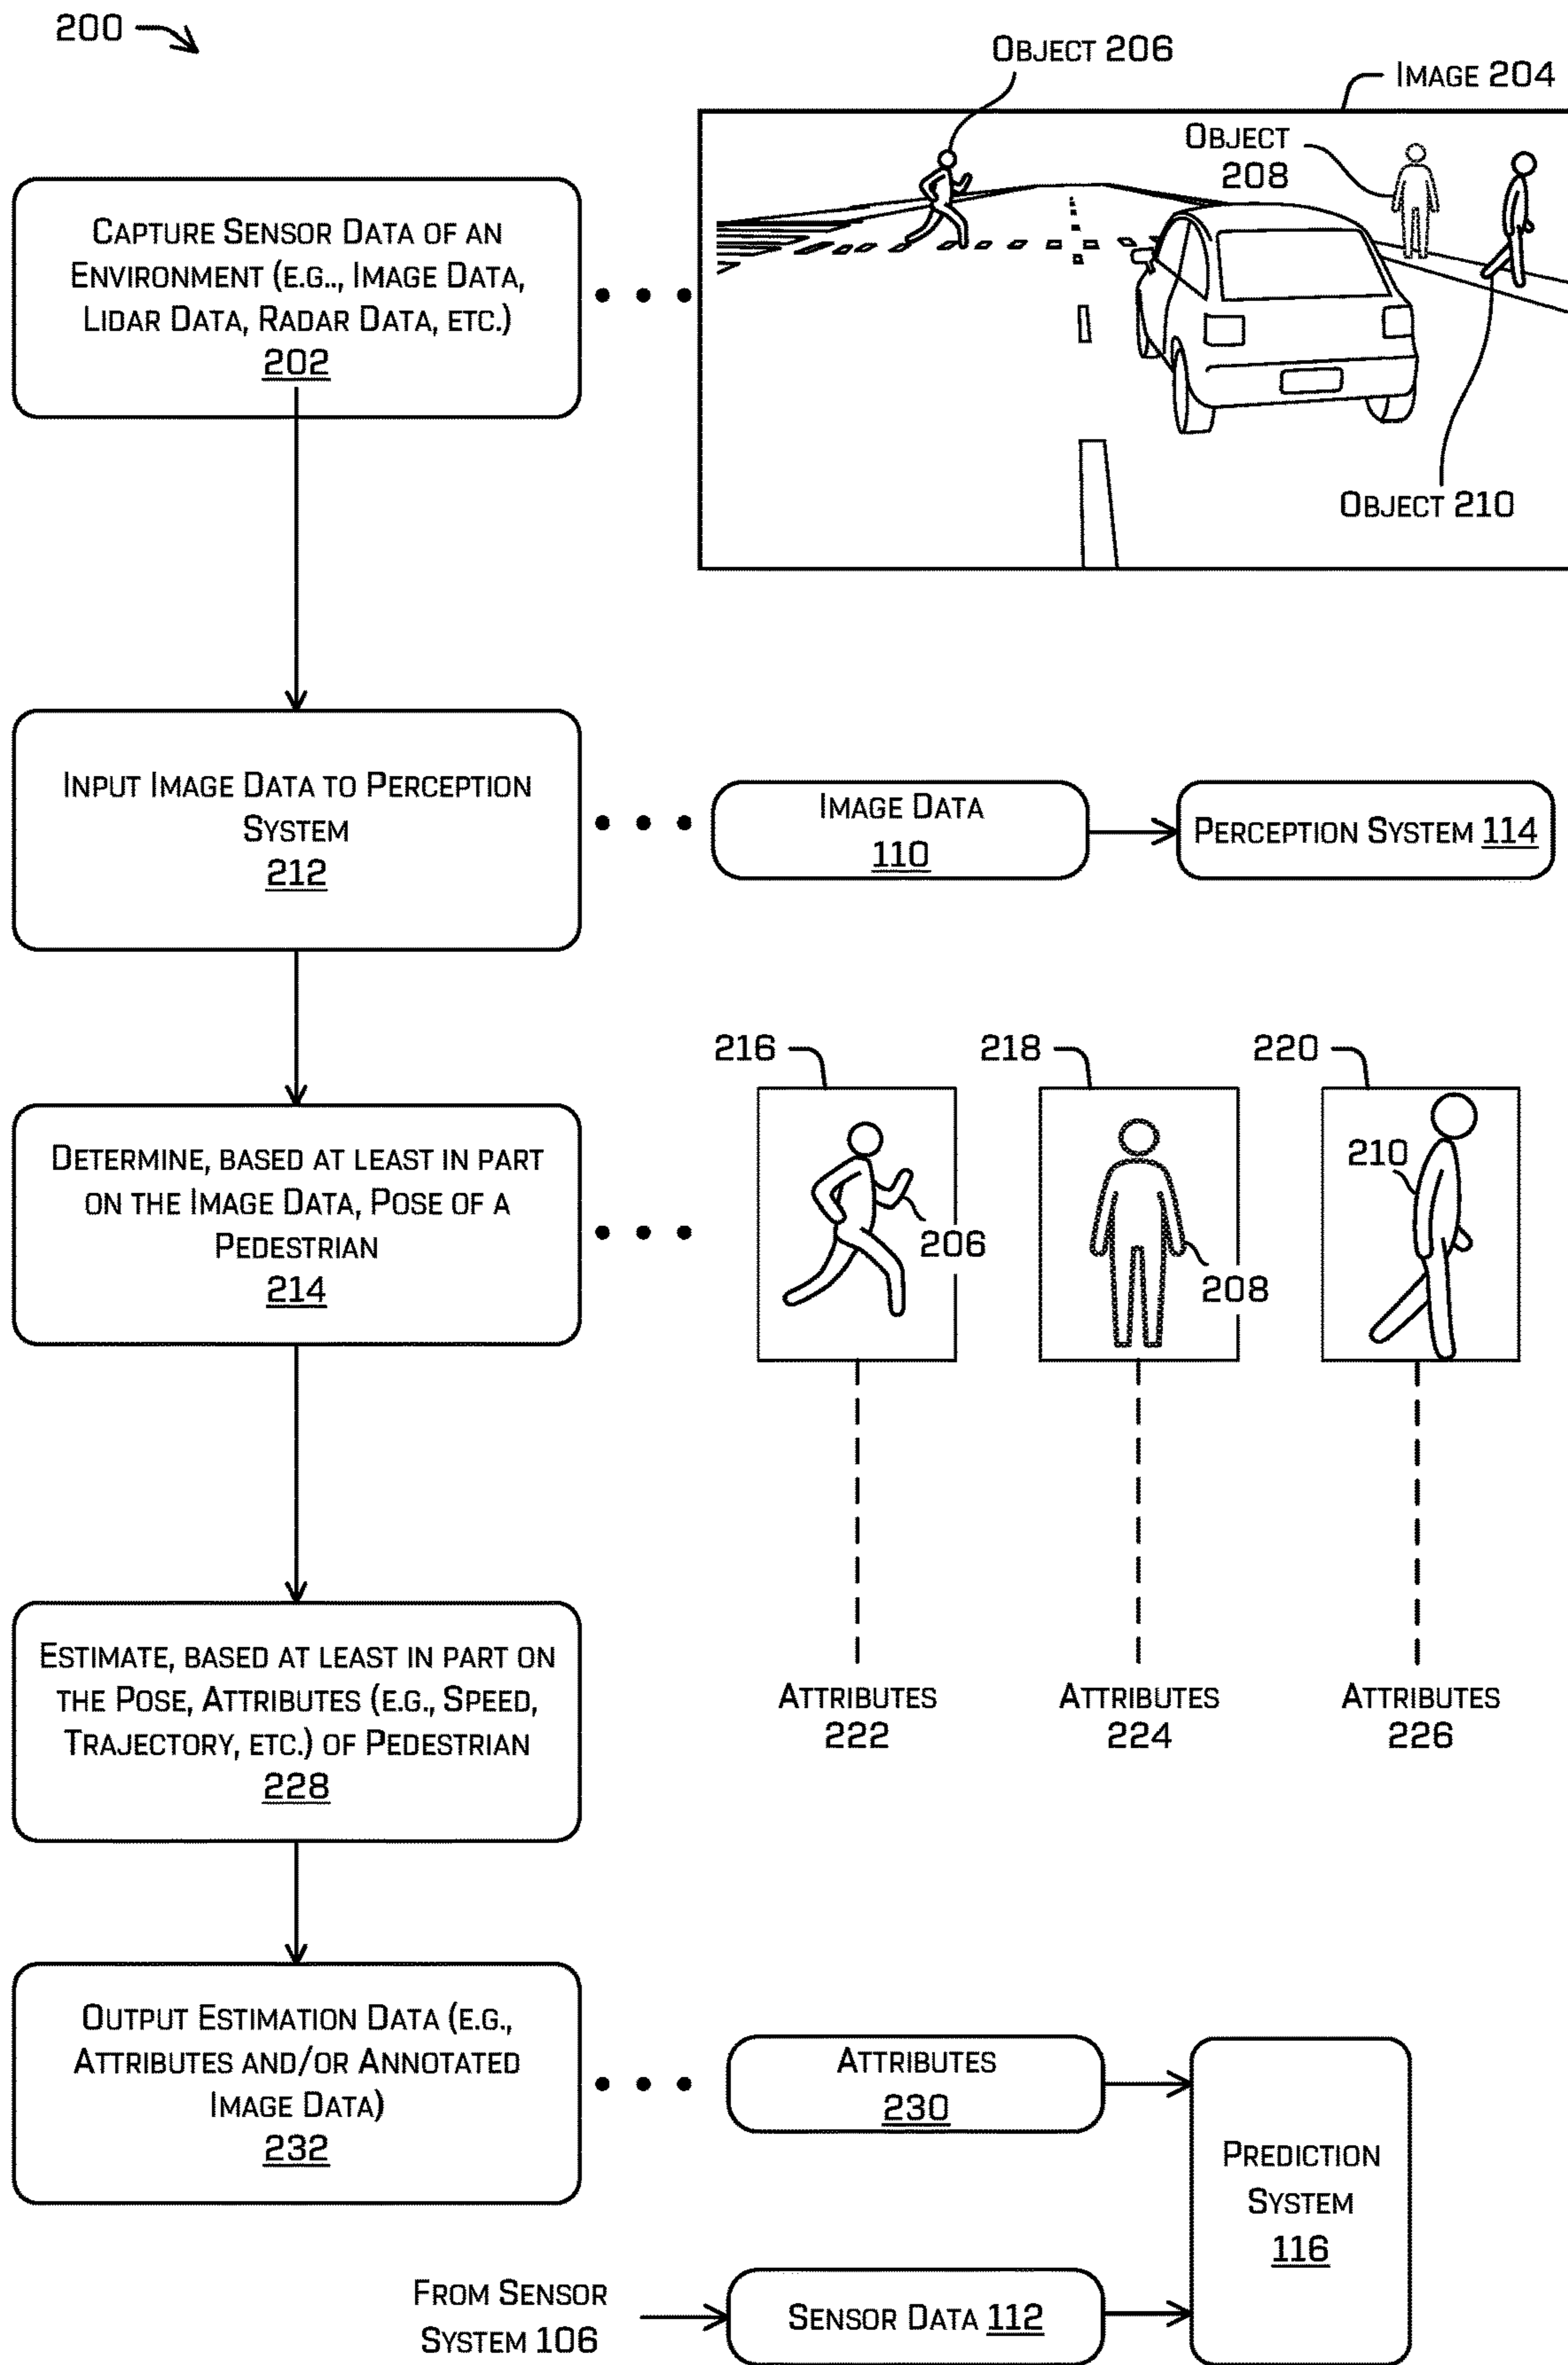 200
OBJECT 206
IMAGE 204
OBJECT
208
OBJECT 210
CAPTURE SENSOR DATA OF AN
ENVIRONMENT (E.G.., IMAGE DATA,
LIDAR DATA, RADAR DATA, ETC.)
202
INPUT IMAGE DATA TO PERCEPTION
SYSTEM
212
IMAGE DATA
110
PERCEPTION SYSTEM 114
216
218
220
DETERMINE, BASED AT LEAST IN PART
ON THE IMAGE DATA, POSE OF A
PEDESTRIAN
214
206
208
210
ESTIMATE, BASED AT LEAST IN PART ON
THE POSE, ATTRIBUTES (E.G., SPEED,
TRAJECTORY, ETC.) OF PEDESTRIAN
228
ATTRIBUTES
222
ATTRIBUTES
224
ATTRIBUTES
226
OUTPUT ESTIMATION DATA (E.G.,
ATTRIBUTES AND/OR ANNOTATED
IMAGE DATA)
232
ATTRIBUTES
230
PREDICTION
SYSTEM
116
FROM SENSOR
SYSTEM 106
SENSOR DATA 112